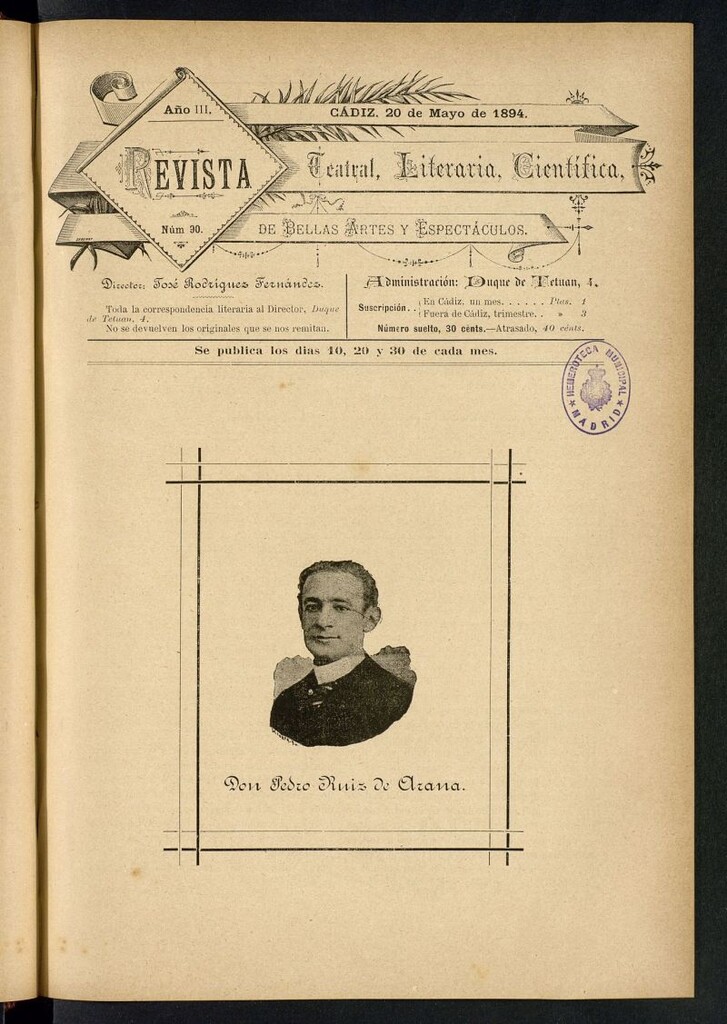 Año III.
CÁDIZ. 20 de Mayo de 1894.
REVISTA
Teatral, Literaria, Científica,
Núm 90.
DE BELLAS ARTES Y ESPECTÁCULOS.
Director: José Rodríguez Fernández.
Toda la correspondencia literaria al Director, Duque
de Tetuan, 4.
No se devuelven los originales que se nos remitan.
Administración: Duque de Tetuan, 4.
Suscripción.. En Cádiz, un mes. . . . . . Ptas. 1
Fuera de Cádiz, trimestre. . » 3
Número suelto, 30 cénts.—Atrasado, 40 cénts.
Se publica los dias 10, 20 y 30 de cada mes.
HEMEROTECA MUNICIPAL
MADRID
Don Pedro Ruiz de Arana.